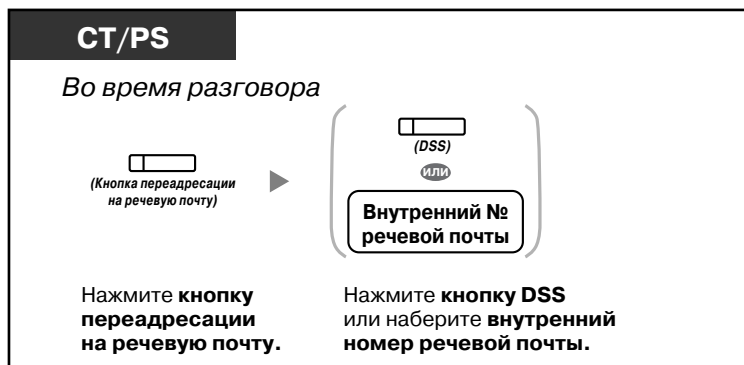 СТ/PS
Во время разговора
(DSS)
или
(Кнопка переадресации
на речевую почту)
Внутренний №
речевой почты
Нажмите кнопку
переадресации
на речевую почту.
Нажмите кнопку DSS
или наберите внутренний
номер речевой почты.